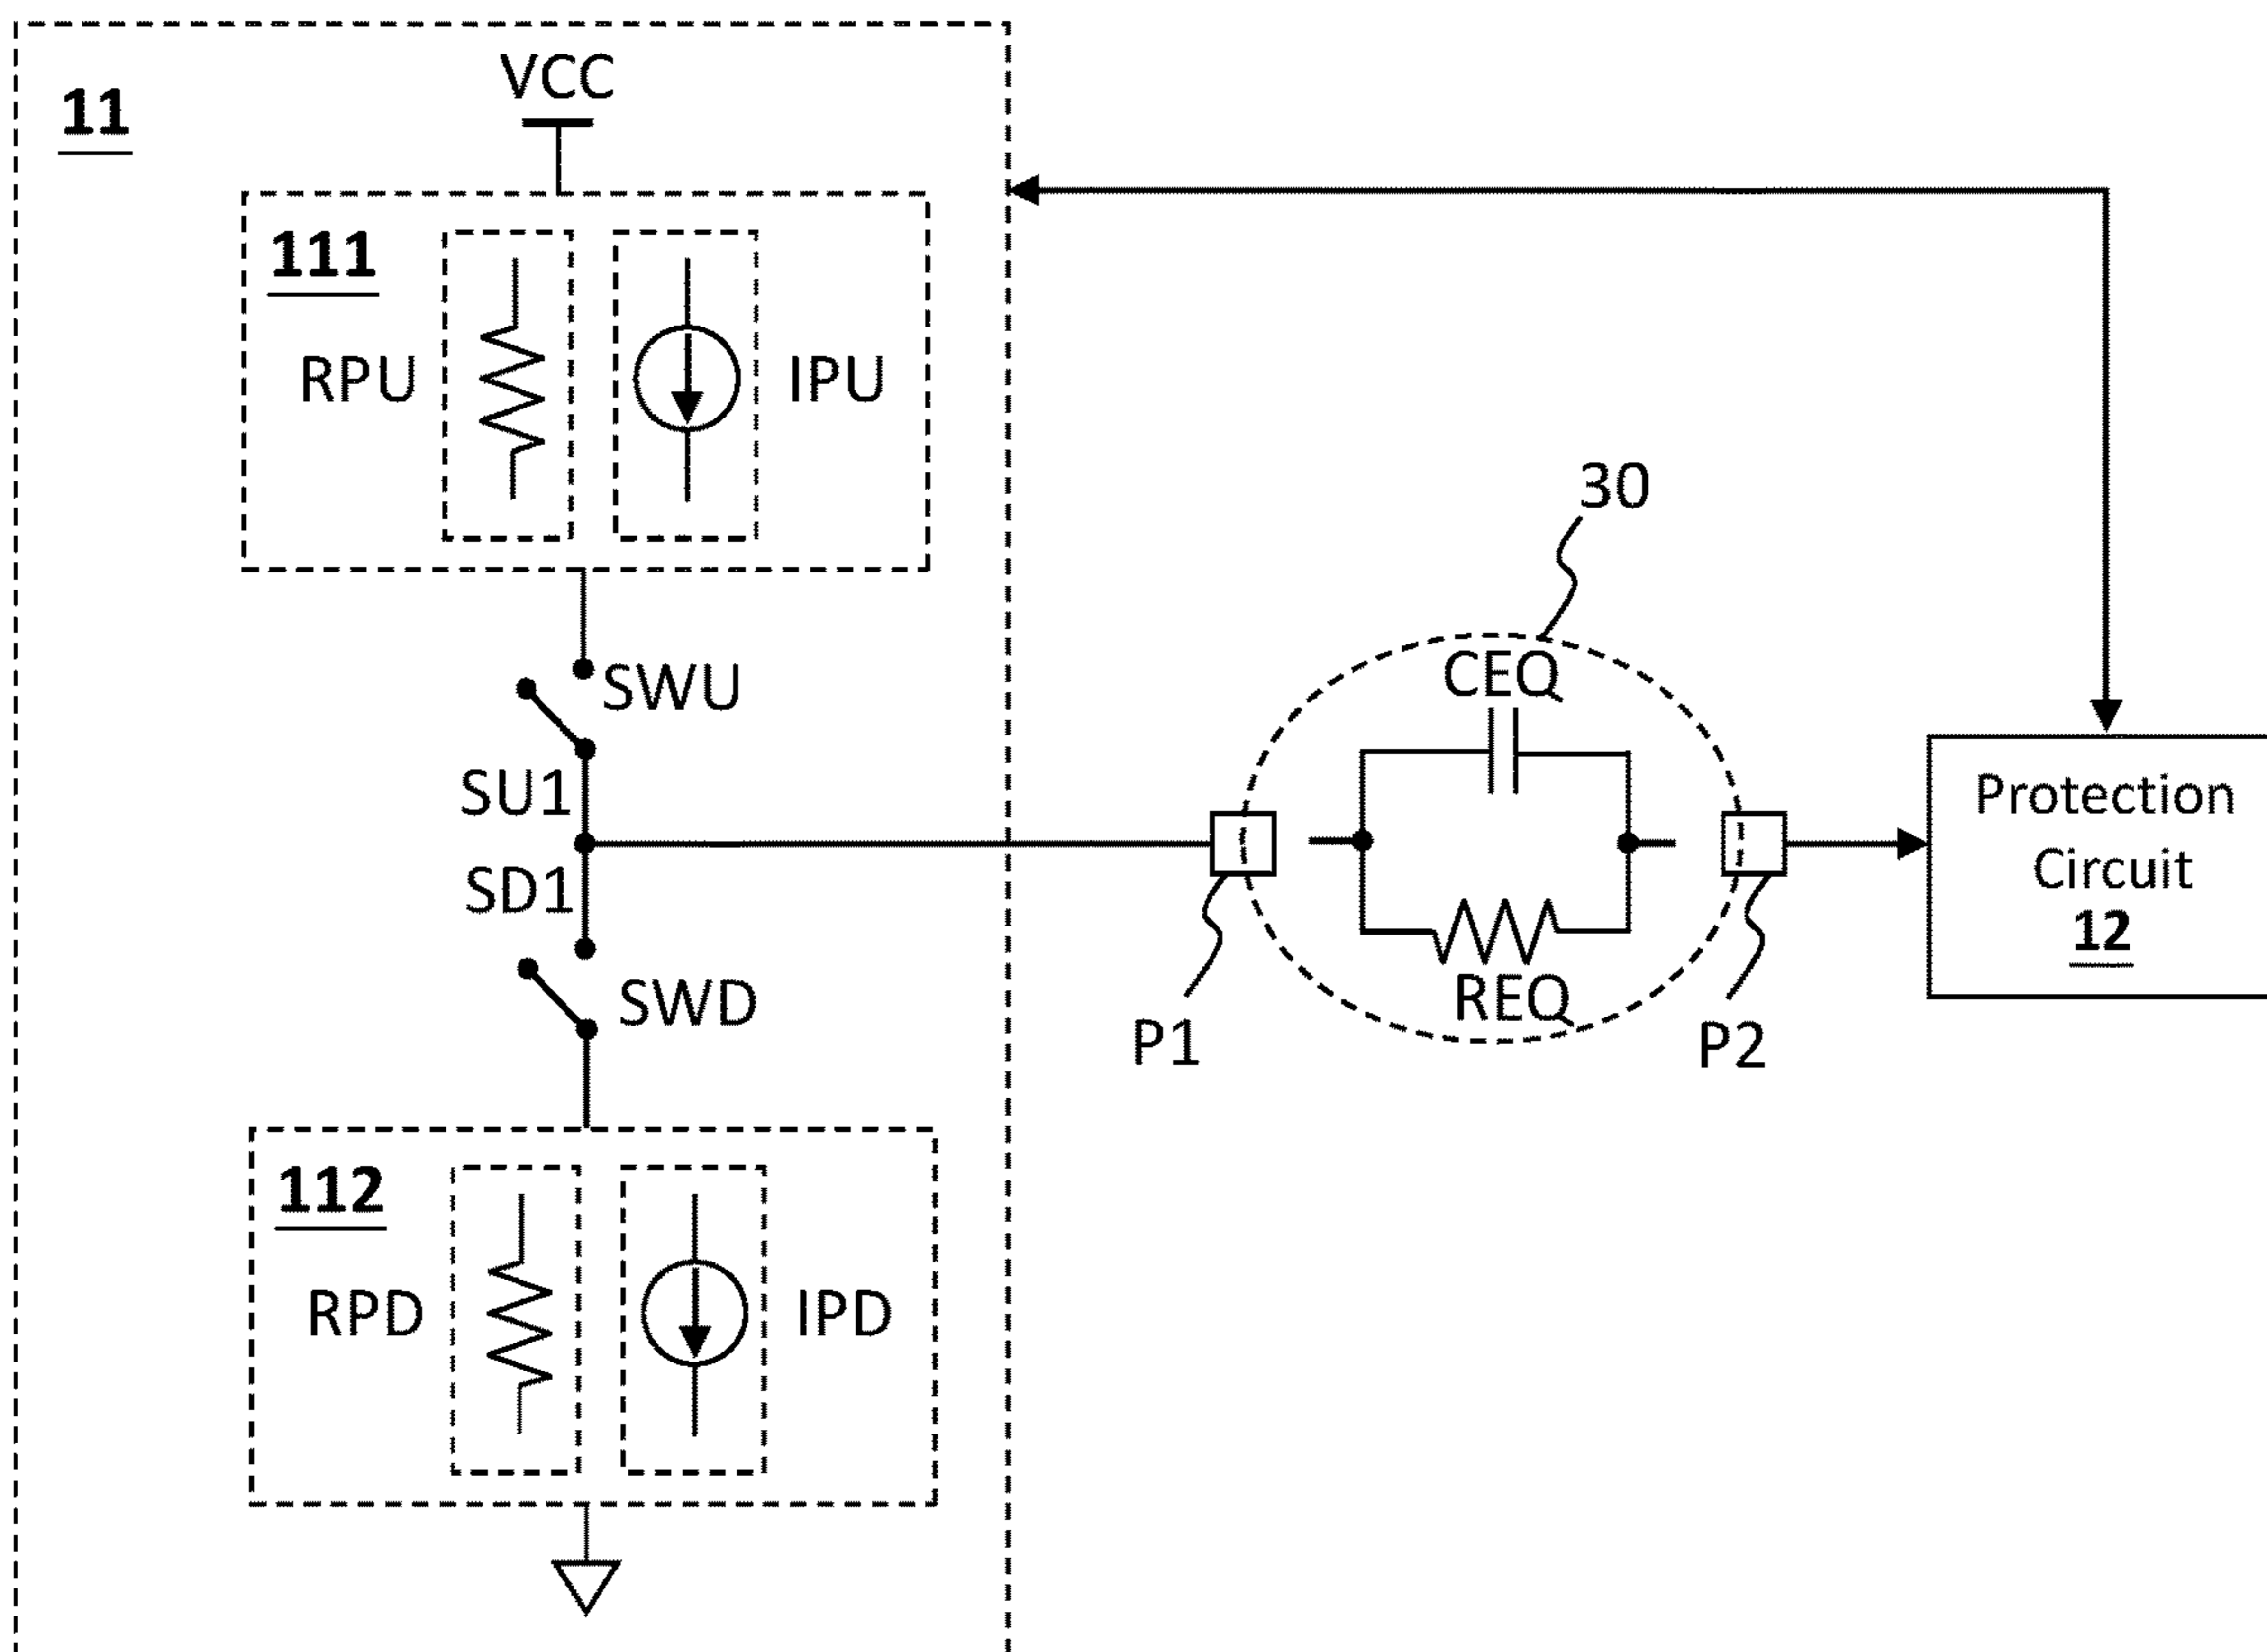 VCC
11
111
RPU
IPU
30
SWU
CEQ
SU1
Protection
Circuit
12
SD1
SWD
REQ
P1
P2
112
RPD
IPD